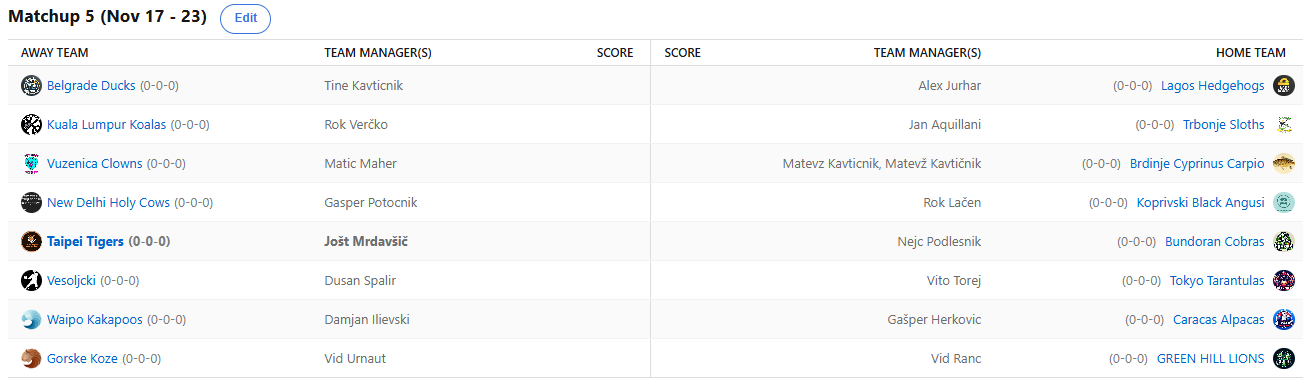 Matchup 5 (Nov 17 - 23) Edit
AWAY TEAM TEAM MANAGER(S) SCORE SCORE TEAM MANAGER(S) HOME TEAM
Belgrade Ducks (0-0-0) Tine Kavticnik Alex Jurhar (0-0-0) Lagos Hedgehogs
Kuala Lumpur Koalas (0-0-0) Rok Verčko Jan Aquillani (0-0-0) Trbonje Sloths
Vuzenica Clowns (0-0-0) Matic Maher Matevz Kavticnik, Matevž Kavtičnik (0-0-0) Brdinje Cyprinus Carpio
New Delhi Holy Cows (0-0-0) Gasper Potocnik Rok Lačen (0-0-0) Koprivski Black Angusi
Taipei Tigers (0-0-0) Jošt Mrdavšič Nejc Podlesnik (0-0-0) Bundoran Cobras
Vesoljcki (0-0-0) Dusan Spalir Vito Torej (0-0-0) Tokyo Tarantulas
Waipo Kakapoos (0-0-0) Damjan Ilievski Gašper Herkovic (0-0-0) Caracas Alpacas
Gorske Koze (0-0-0) Vid Urnaut Vid Ranc (0-0-0) GREEN HILL LIONS